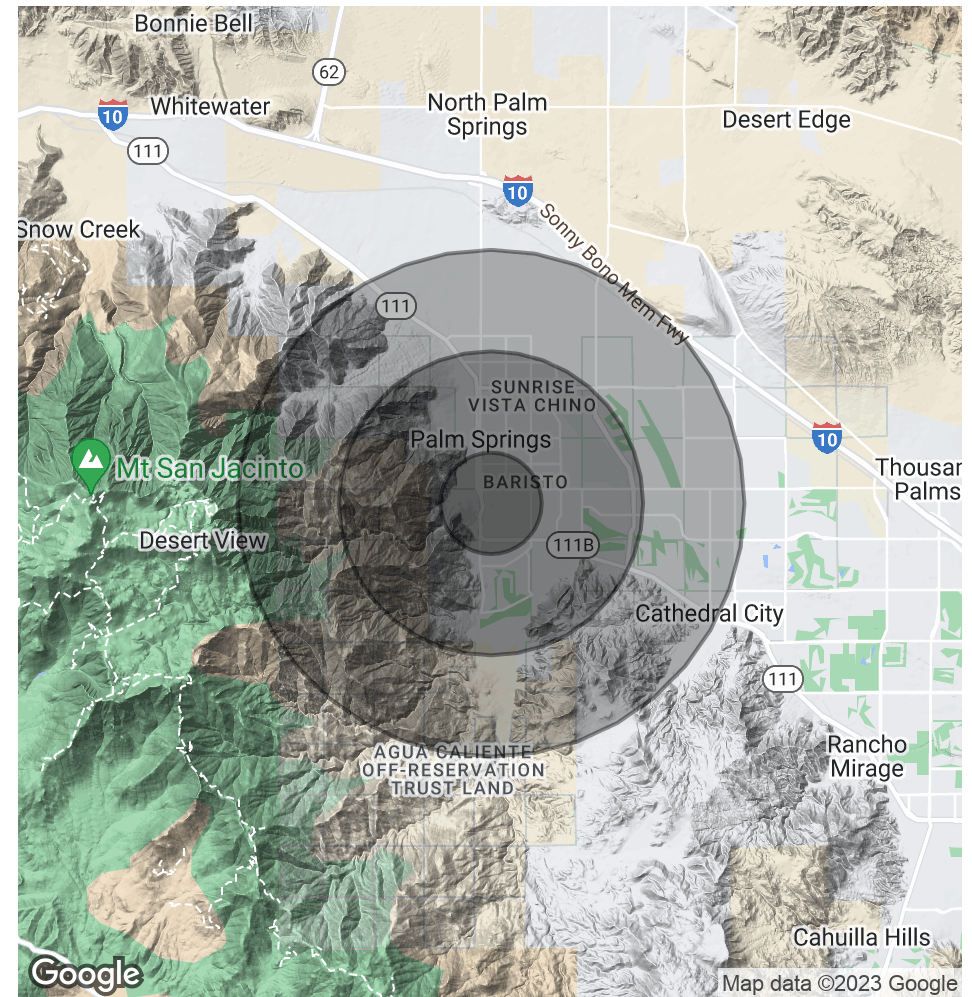 Bonnie Bell
62
Whitewater
North Palm
Springs
10
Desert Edge
111
10
Snow Creek
Sonny Bono Mem Fwy
111
SUNRISE
VISTA CHINO
Palm Springs
10
Mt San Jacinto
BARISTO
Thousan
Palms
Desert View
111B
Cathedral City
111
Rancho
Mirage
AGUA CALIENTE
OFF-RESERVATION
TRUST LAND
Cahuilla Hills
Google
Map data ©2023 Google